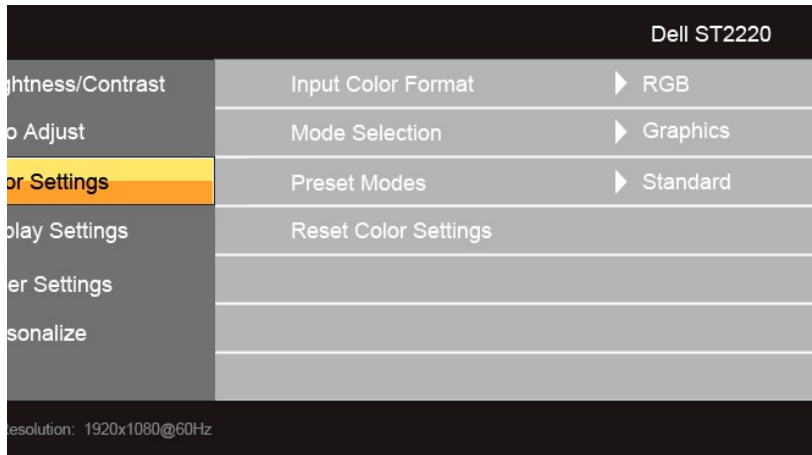 Dell ST2220
ghtness/Contrast
Input Color Format
RGB
o Adjust
Mode Selection
Graphics
or Settings
Preset Modes
Standard
play Settings
Reset Color Settings
er Settings
sonalize
Resolution: 1920x1080@60Hz